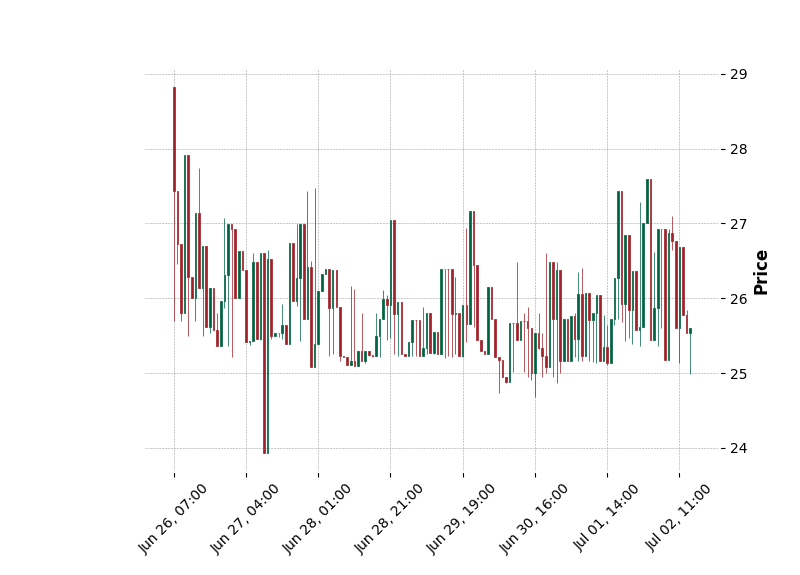 29
28
27
26
25
24
Price
Jun 26, 07:00
Jun 27, 04:00
Jun 28, 01:00
Jun 28, 21:00
Jun 29, 19:00
Jun 30, 16:00
Jul 01, 14:00
Jul 02, 11:00